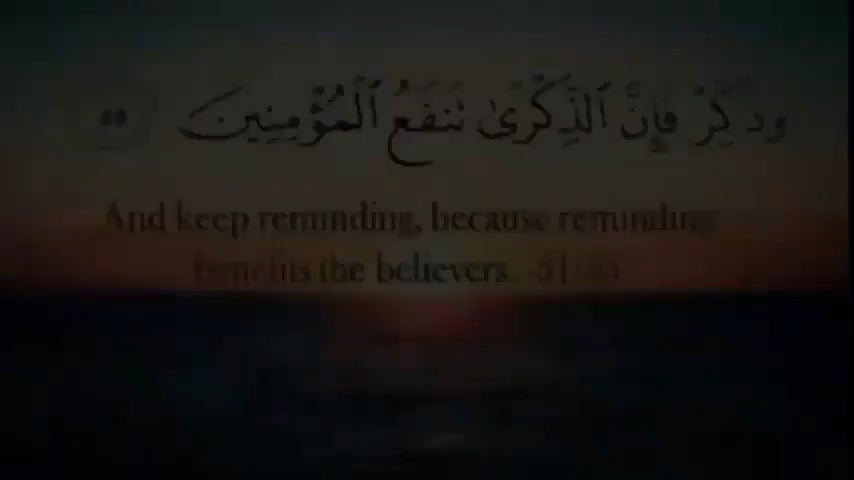 وَذَكِّرْ فَإِنَّ ٱلذِّكْرَىٰ تَنفَعُ ٱلْمُؤْمِنِينَ
And keep reminding, because reminding
benefits the believers. -51:55